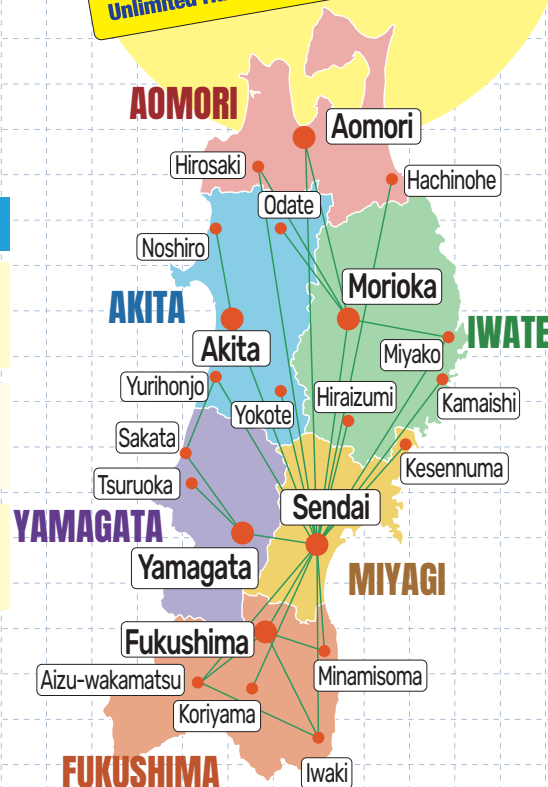 Unlimited
AOMORI
Aomori
Hirosaki
Hachinohe
Odate
Noshiro
Morioka
AKITA
IWATE
Akita
Miyako
Yurihonjo
Hiraizumi
Kamaishi
Yokote
Sakata
Kesennuma
Tsuruoka
Sendai
YAMAGATA
Yamagata
MIYAGI
Fukushima
Aizu-wakamatsu
Minamisoma
Koriyama
Iwaki
FUKUSHIMA